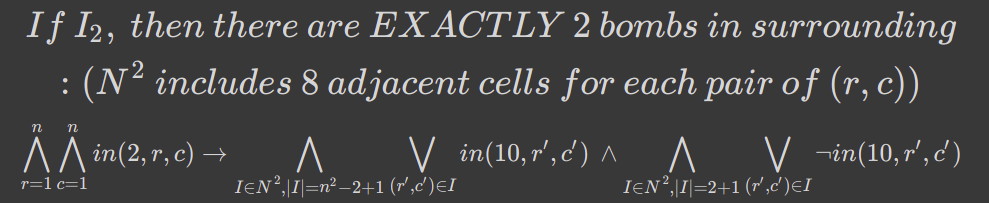 If I₂, then there are EXACTLY 2 bombs in surrounding
: (N² includes 8 adjacent cells for each pair of (r, c))
⋀_{r=1}^{n} ⋀_{c=1}^{n} in(2, r, c) → ⋀_{I∈N²,|I|=n²−2+1} ⋁_{(r′,c′)∈I} in(10, r′, c′) ∧ ⋀_{I∈N²,|I|=2+1} ⋁_{(r′,c′)∈I} ¬in(10, r′, c′)